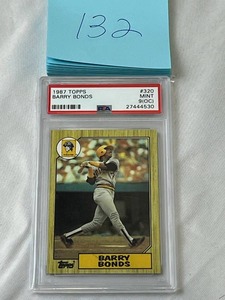 132
1987 TOPPS #320
BARRY BONDS MINT
9(OC)
PSA 27444530
Topps BARRY
BONDS